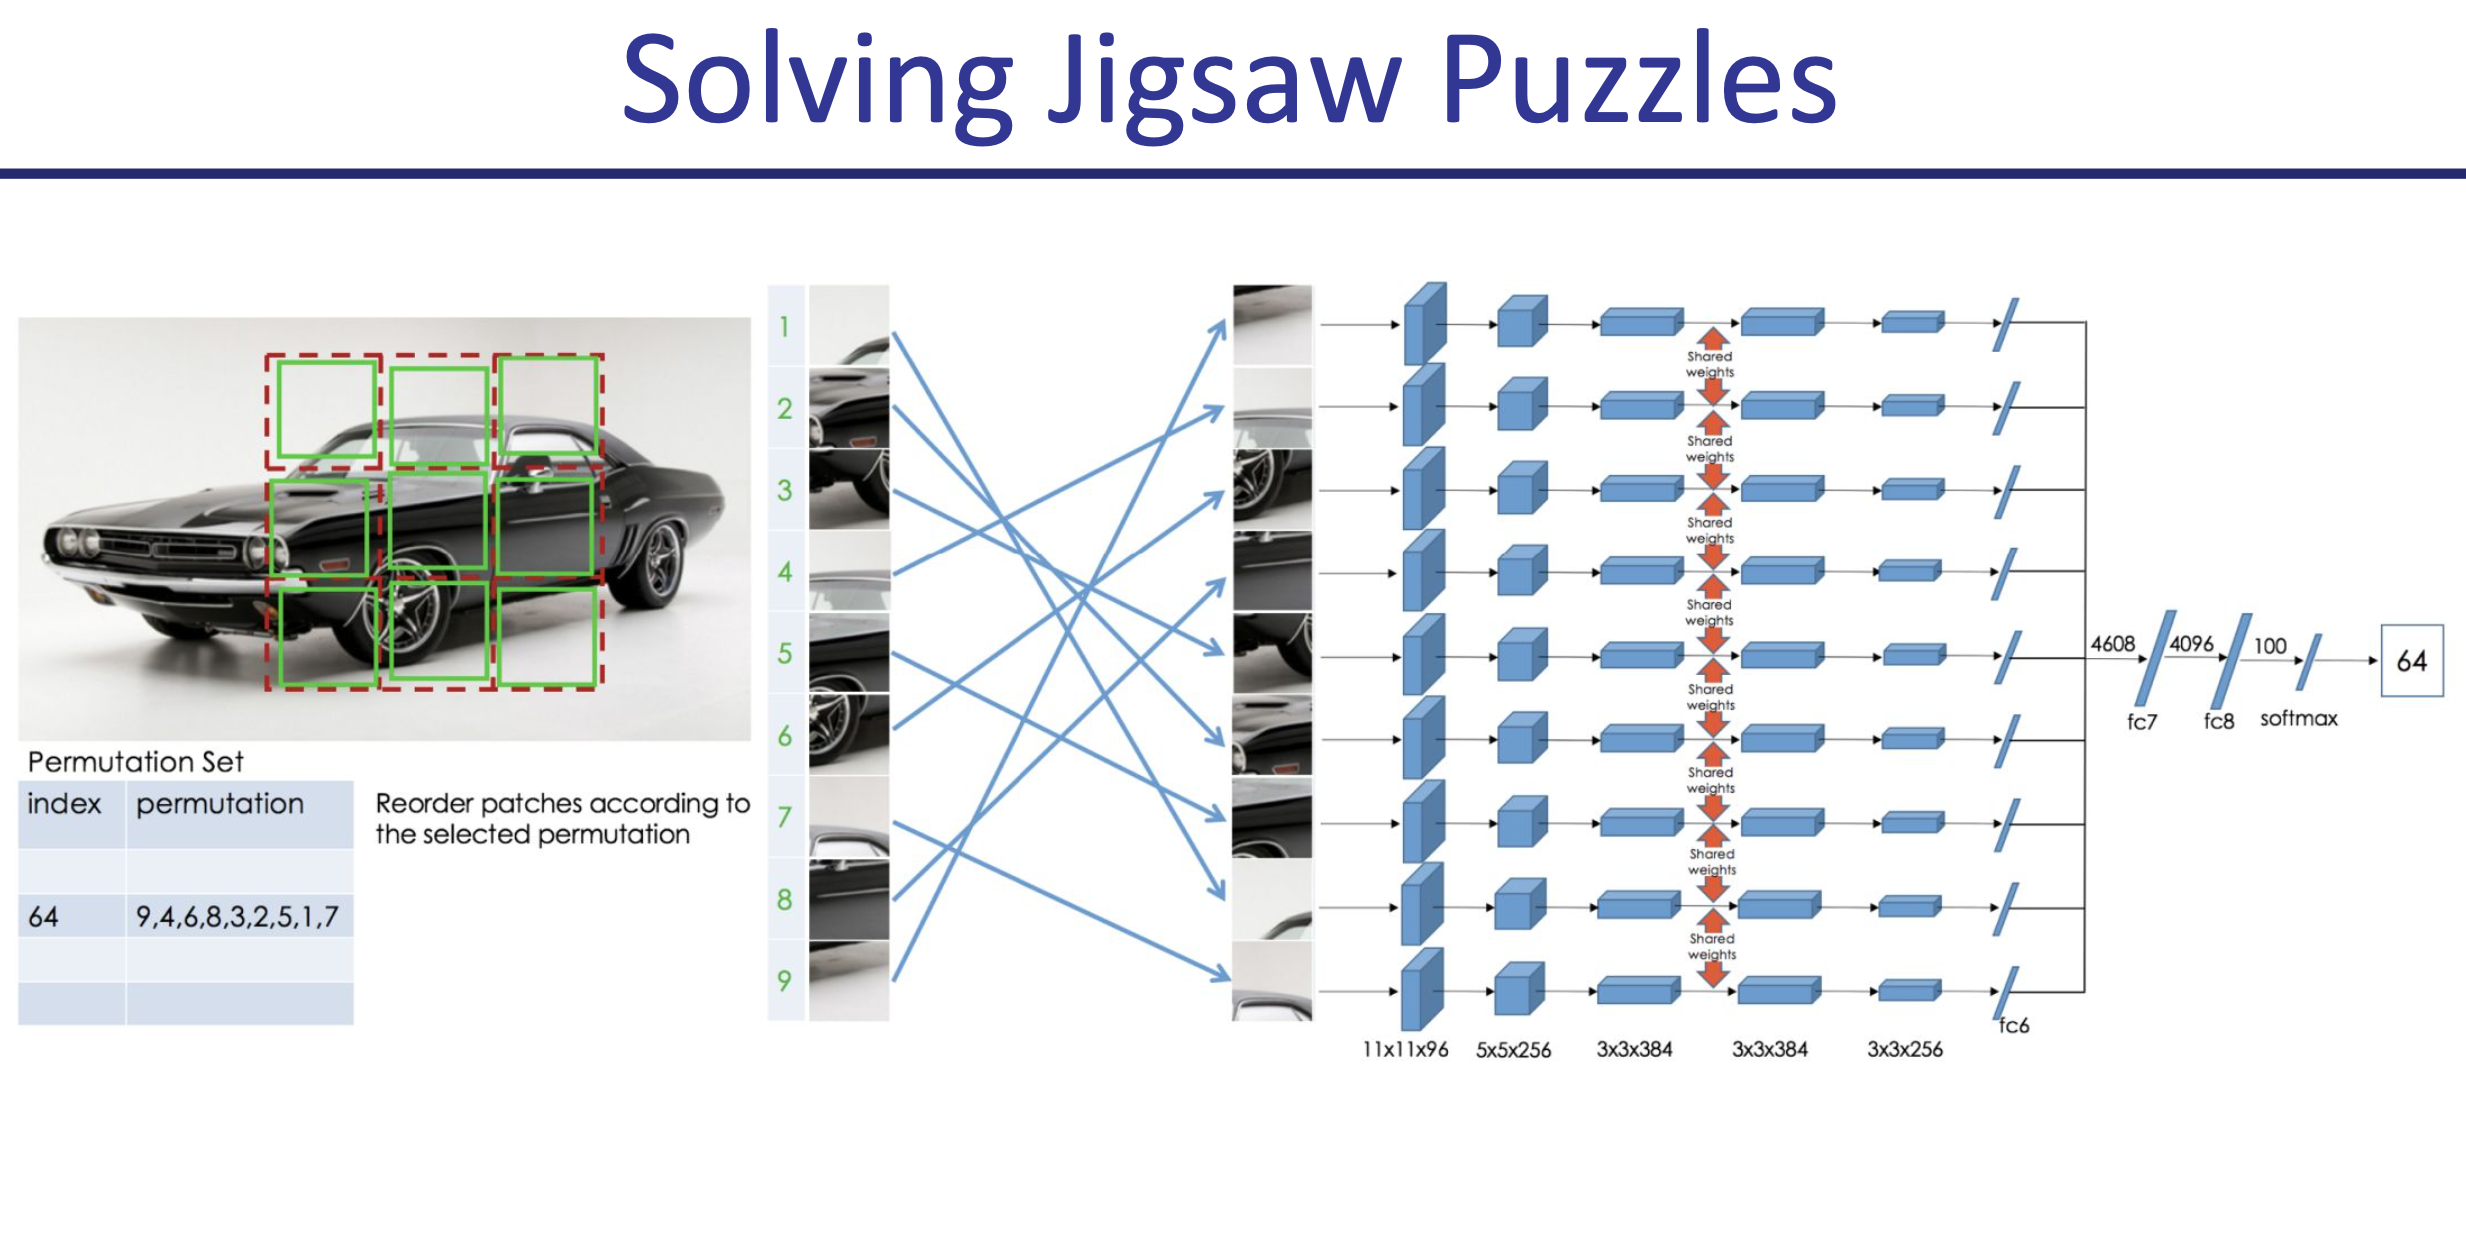 Solving Jigsaw Puzzles
Permutation Set
index permutation
64 9,4,6,8,3,2,5,1,7
Reorder patches according to
the selected permutation
1
2
3
4
5
6
7
8
9
Shared
weights
Shared
weights
Shared
weights
Shared
weights
Shared
weights
Shared
weights
Shared
weights
Shared
weights
11x11x96 5x5x256 3x3x384 3x3x384 3x3x256
fc6
4608 4096 100
fc7 fc8 softmax
64